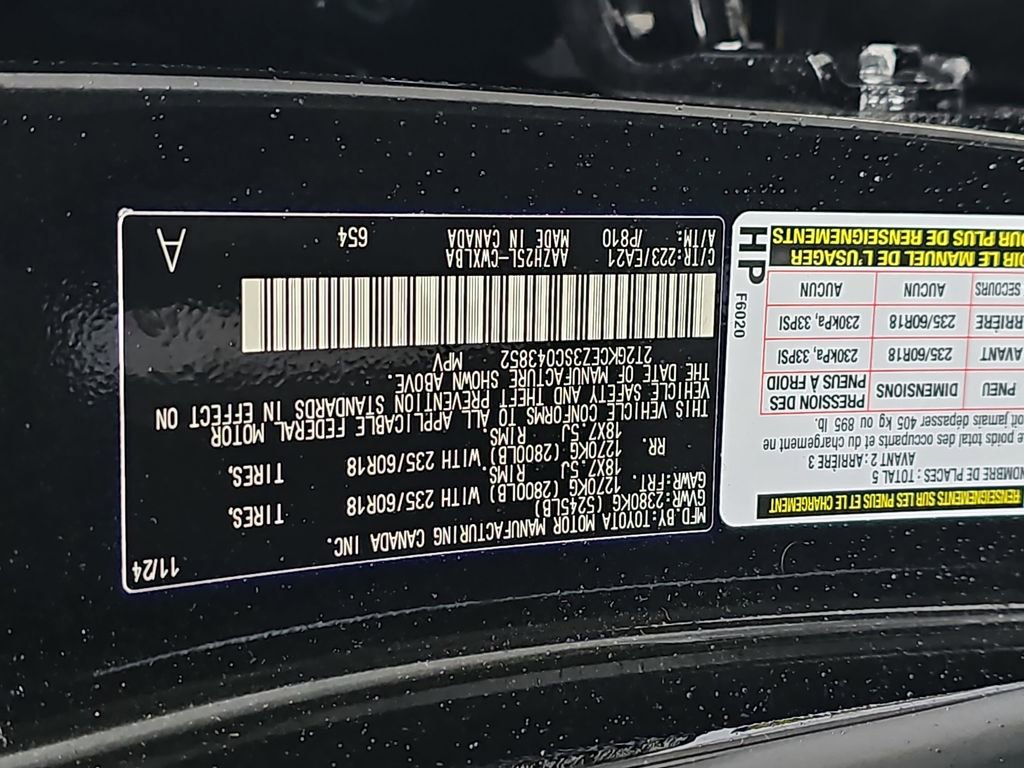 MFD. BY: TOYOTA MOTOR MANUFACTURING CANADA INC. 11/24
GVWR: 2380KG (5245LB)
GAWR: FRT. 1270KG (2800LB) WITH 235/60R18 TIRES,
18X7.5J RIMS
RR. 1270KG (2800LB) WITH 235/60R18 TIRES,
18X7.5J RIMS
THIS VEHICLE CONFORMS TO ALL APPLICABLE FEDERAL MOTOR
VEHICLE SAFETY AND THEFT PREVENTION STANDARDS IN EFFECT ON
THE DATE OF MANUFACTURE SHOWN ABOVE.
2T2GKCEZ3SC043852 MPV
AAZH25L-CWXLBA
C/TR: 223/EA21 MADE IN CANADA
A/TM: /P810 654 A
RENSEIGNEMENTS SUR LES PNEUS ET LE CHARGEMENT
NOMBRE DE PLACES: TOTAL 5
AVANT 2: ARRIÈRE 3
poids total des occupants et du chargement
jamais dépasser 405 kg ou 895 lb.
PNEU DIMENSIONS PRESSION DES PNEUS À FROID
AVANT 235/60R18 230kPa, 33PSI
ARRIÈRE 235/60R18 230kPa, 33PSI
SECOURS AUCUN AUCUN
LE MANUEL DE L'USAGER
PLUS DE RENSEIGNEMENTS
HP F6020